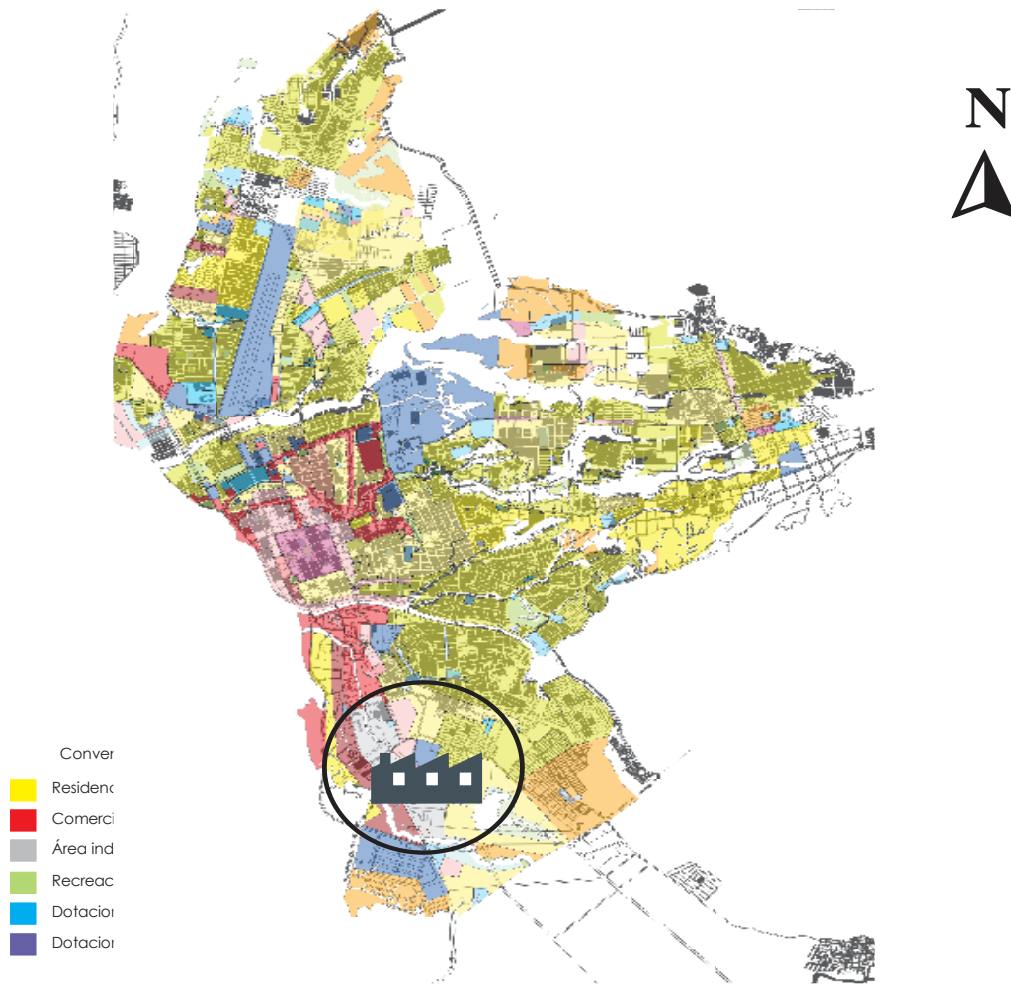 N
Conver
Residenc
Comerci
Área ind
Recreac
Dotacior
Dotacior